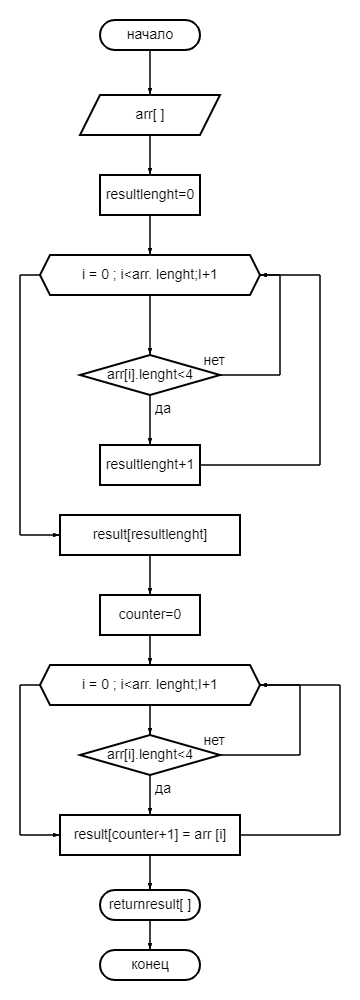 начало
arr[ ]
resultlenght=0
i = 0 ; i<arr. lenght;I+1
нет
arr[i].lenght<4
да
resultlenght+1
result[resultlenght]
counter=0
i = 0 ; i<arr. lenght;I+1
нет
arr[i].lenght<4
да
result[counter+1] = arr [i]
returnresult[ ]
конец